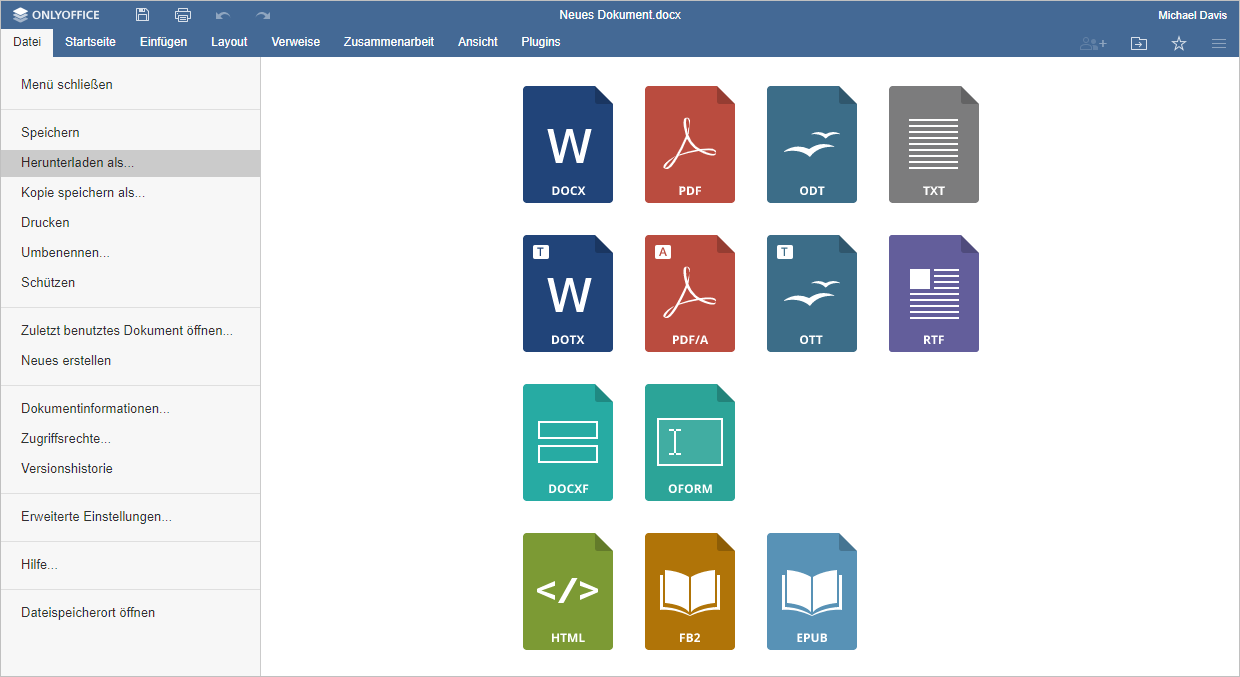 ONLYOFFICE
Neues Dokument.docx
Michael Davis
Datei Startseite Einfügen Layout Verweise Zusammenarbeit Ansicht Plugins
Menü schließen
Speichern
Herunterladen als...
Kopie speichern als...
Drucken
Umbenennen...
Schützen
Zuletzt benutztes Dokument öffnen...
Neues erstellen
Dokumentinformationen...
Zugriffsrechte...
Versionshistorie
Erweiterte Einstellungen...
Hilfe...
Dateispeicherort öffnen
W
DOCX PDF ODT TXT
T A T
W
DOTX PDF/A OTT RTF
DOCXF OFORM
</>
HTML FB2 EPUB